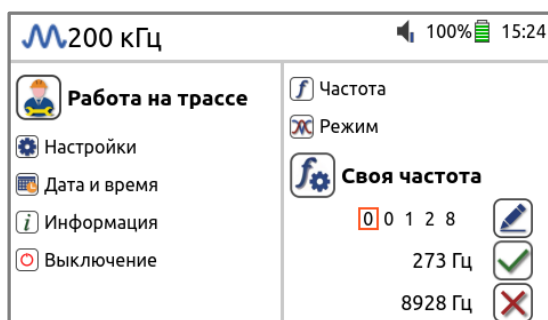 200 кГц
100% 15:24
Работа на трассе
Настройки
Дата и время
i Информация
Выключение
f Частота
Режим
f Своя частота
0 0 1 2 8
273 Гц
8928 Гц